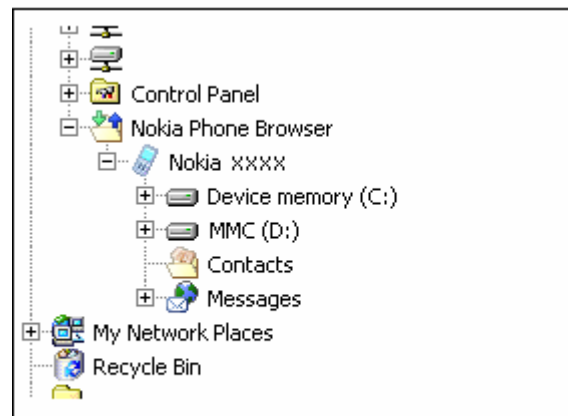 Control Panel
Nokia Phone Browser
Nokia xxxx
Device memory (C:)
MMC (D:)
Contacts
Messages
My Network Places
Recycle Bin